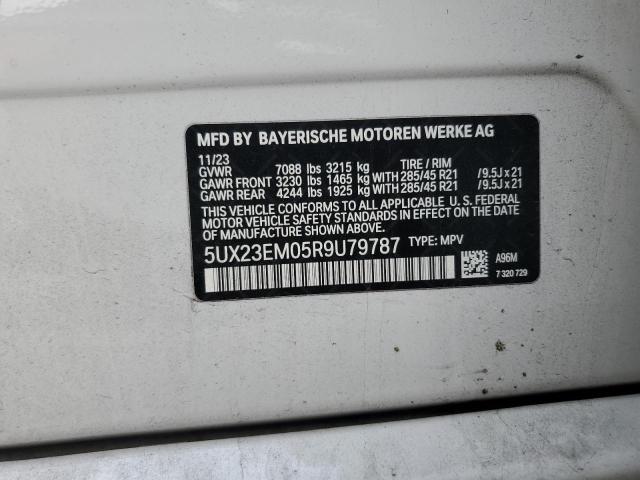 MFD BY BAYERISCHE MOTOREN WERKE AG
11/23
GVWR 7088 lbs 3215 kg TIRE / RIM
GAWR FRONT 3230 lbs 1465 kg WITH 285/45 R21 /9.5J x 21
GAWR REAR 4244 lbs 1925 kg WITH 285/45 R21 /9.5J x 21
THIS VEHICLE CONFORMS TO ALL APPLICABLE U.S. FEDERAL
MOTOR VEHICLE SAFETY STANDARDS IN EFFECT ON THE DATE
OF MANUFACTURE SHOWN ABOVE.
5UX23EM05R9U79787 TYPE: MPV
A96M
7 320 729